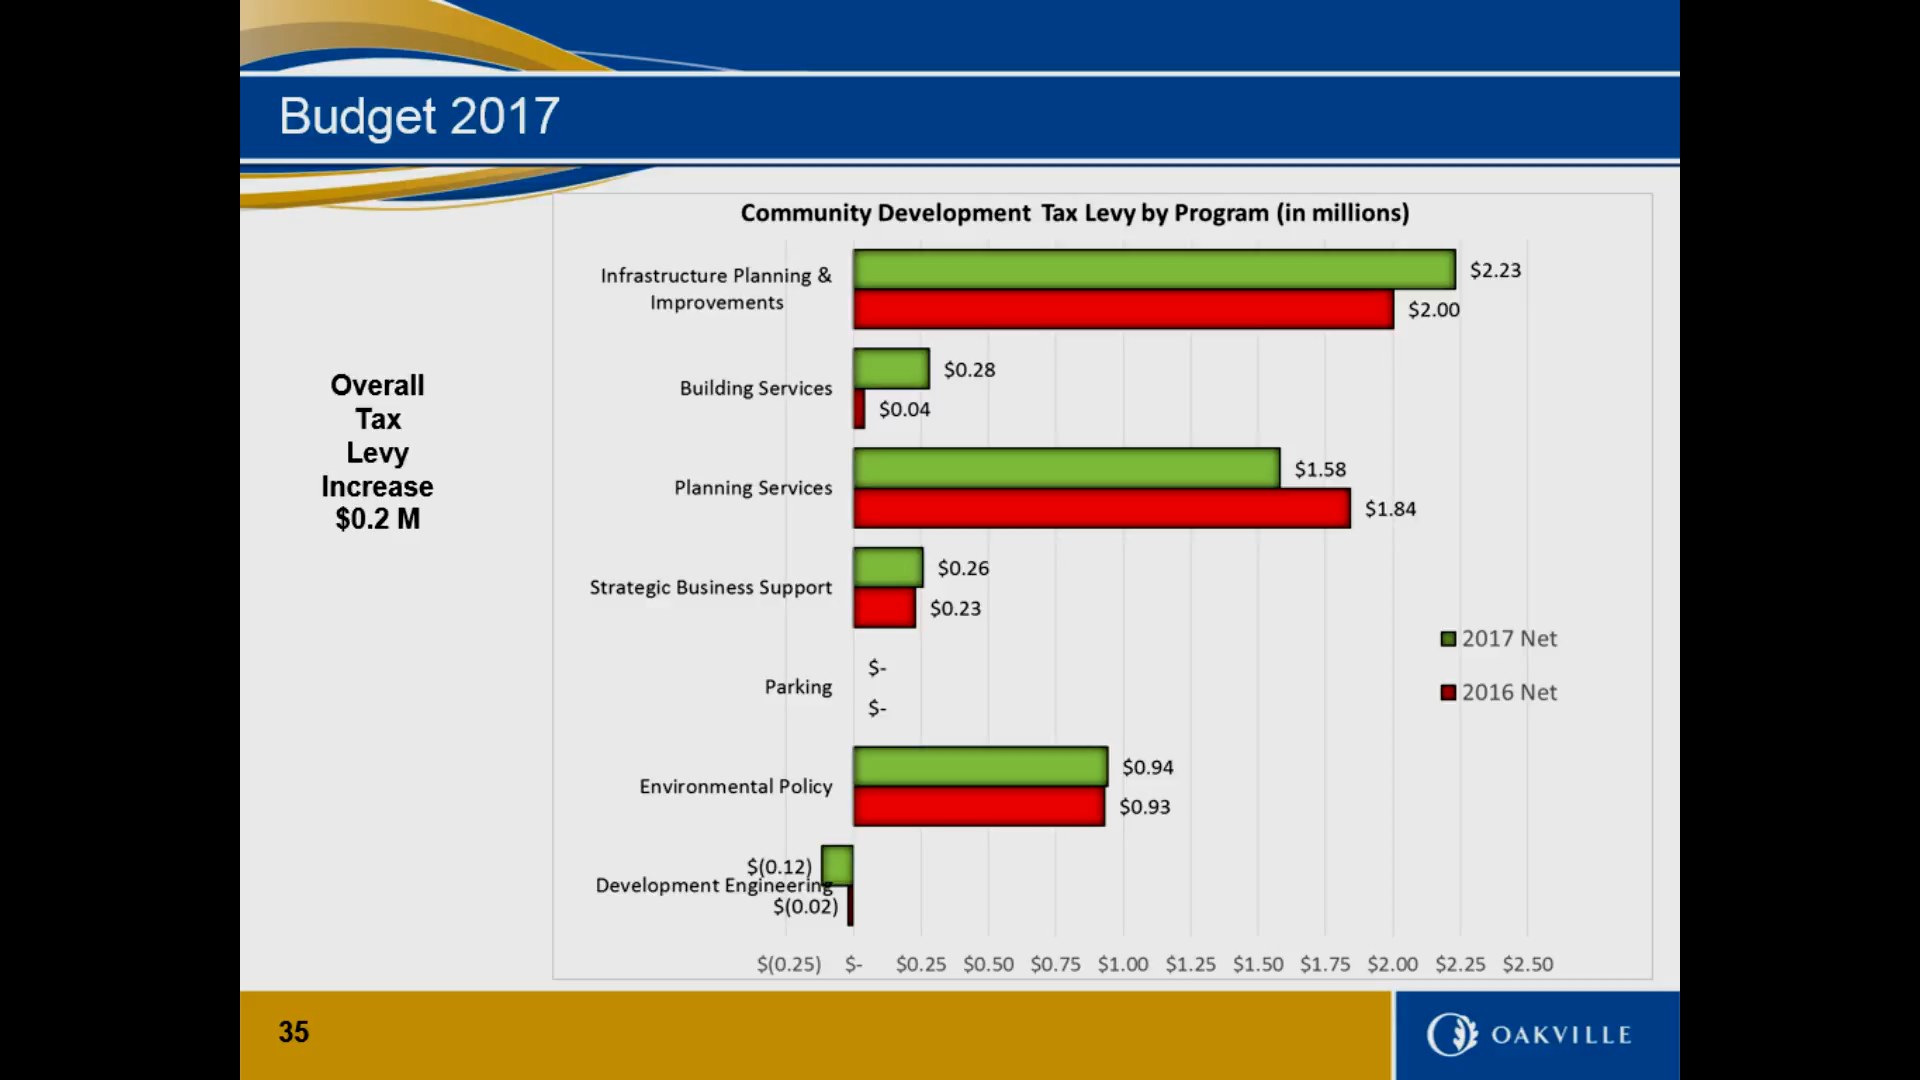 Budget 2017
Community Development Tax Levy by Program (in millions)
Overall
Tax
Levy
Increase
$0.2 M
Infrastructure Planning &
Improvements
$2.23
$2.00
Building Services
$0.28
$0.04
Planning Services
$1.58
$1.84
Strategic Business Support
$0.26
$0.23
Parking
$-
$-
Environmental Policy
$0.94
$0.93
Development Engineering
$(0.12)
$(0.02)
2017 Net
2016 Net
$(0.25) $- $0.25 $0.50 $0.75 $1.00 $1.25 $1.50 $1.75 $2.00 $2.25 $2.50
35
OAKVILLE